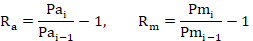 Rₐ = Paᵢ / Paᵢ₋₁ − 1,  Rₘ = Pmᵢ / Pmᵢ₋₁ − 1